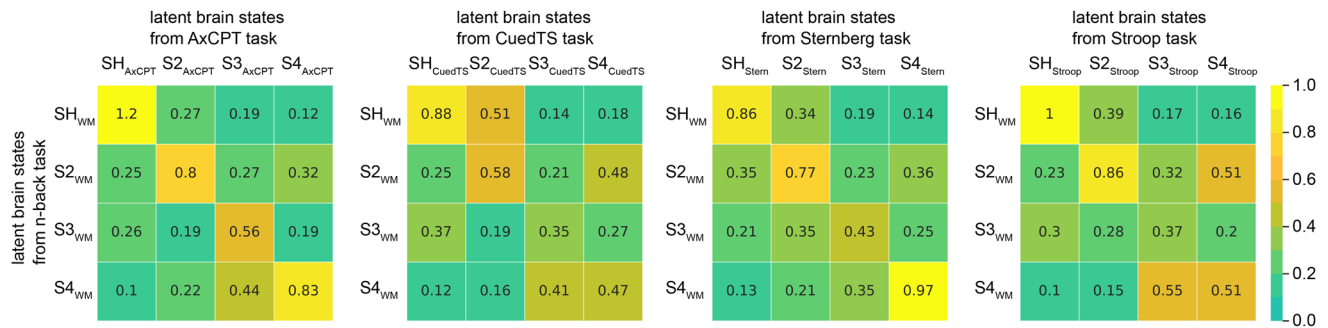 latent brain states
from AxCPT task
latent brain states
from CuedTS task
latent brain states
from Sternberg task
latent brain states
from Stroop task
SHAxCPT S2AxCPT S3AxCPT S4AxCPT
SHCuedTS S2CuedTS S3CuedTS S4CuedTS
SHStern S2Stern S3Stern S4Stern
SHStroop S2Stroop S3Stroop S4Stroop
latent brain states
from n-back task
SHWM 1.2 0.27 0.19 0.12
S2WM 0.25 0.8 0.27 0.32
S3WM 0.26 0.19 0.56 0.19
S4WM 0.1 0.22 0.44 0.83
SHWM 0.88 0.51 0.14 0.18
S2WM 0.25 0.58 0.21 0.48
S3WM 0.37 0.19 0.35 0.27
S4WM 0.12 0.16 0.41 0.47
SHWM 0.86 0.34 0.19 0.14
S2WM 0.35 0.77 0.23 0.36
S3WM 0.21 0.35 0.43 0.25
S4WM 0.13 0.21 0.35 0.97
SHWM 1 0.39 0.17 0.16
S2WM 0.23 0.86 0.32 0.51
S3WM 0.3 0.28 0.37 0.2
S4WM 0.1 0.15 0.55 0.51
1.0
0.8
0.6
0.4
0.2
0.0